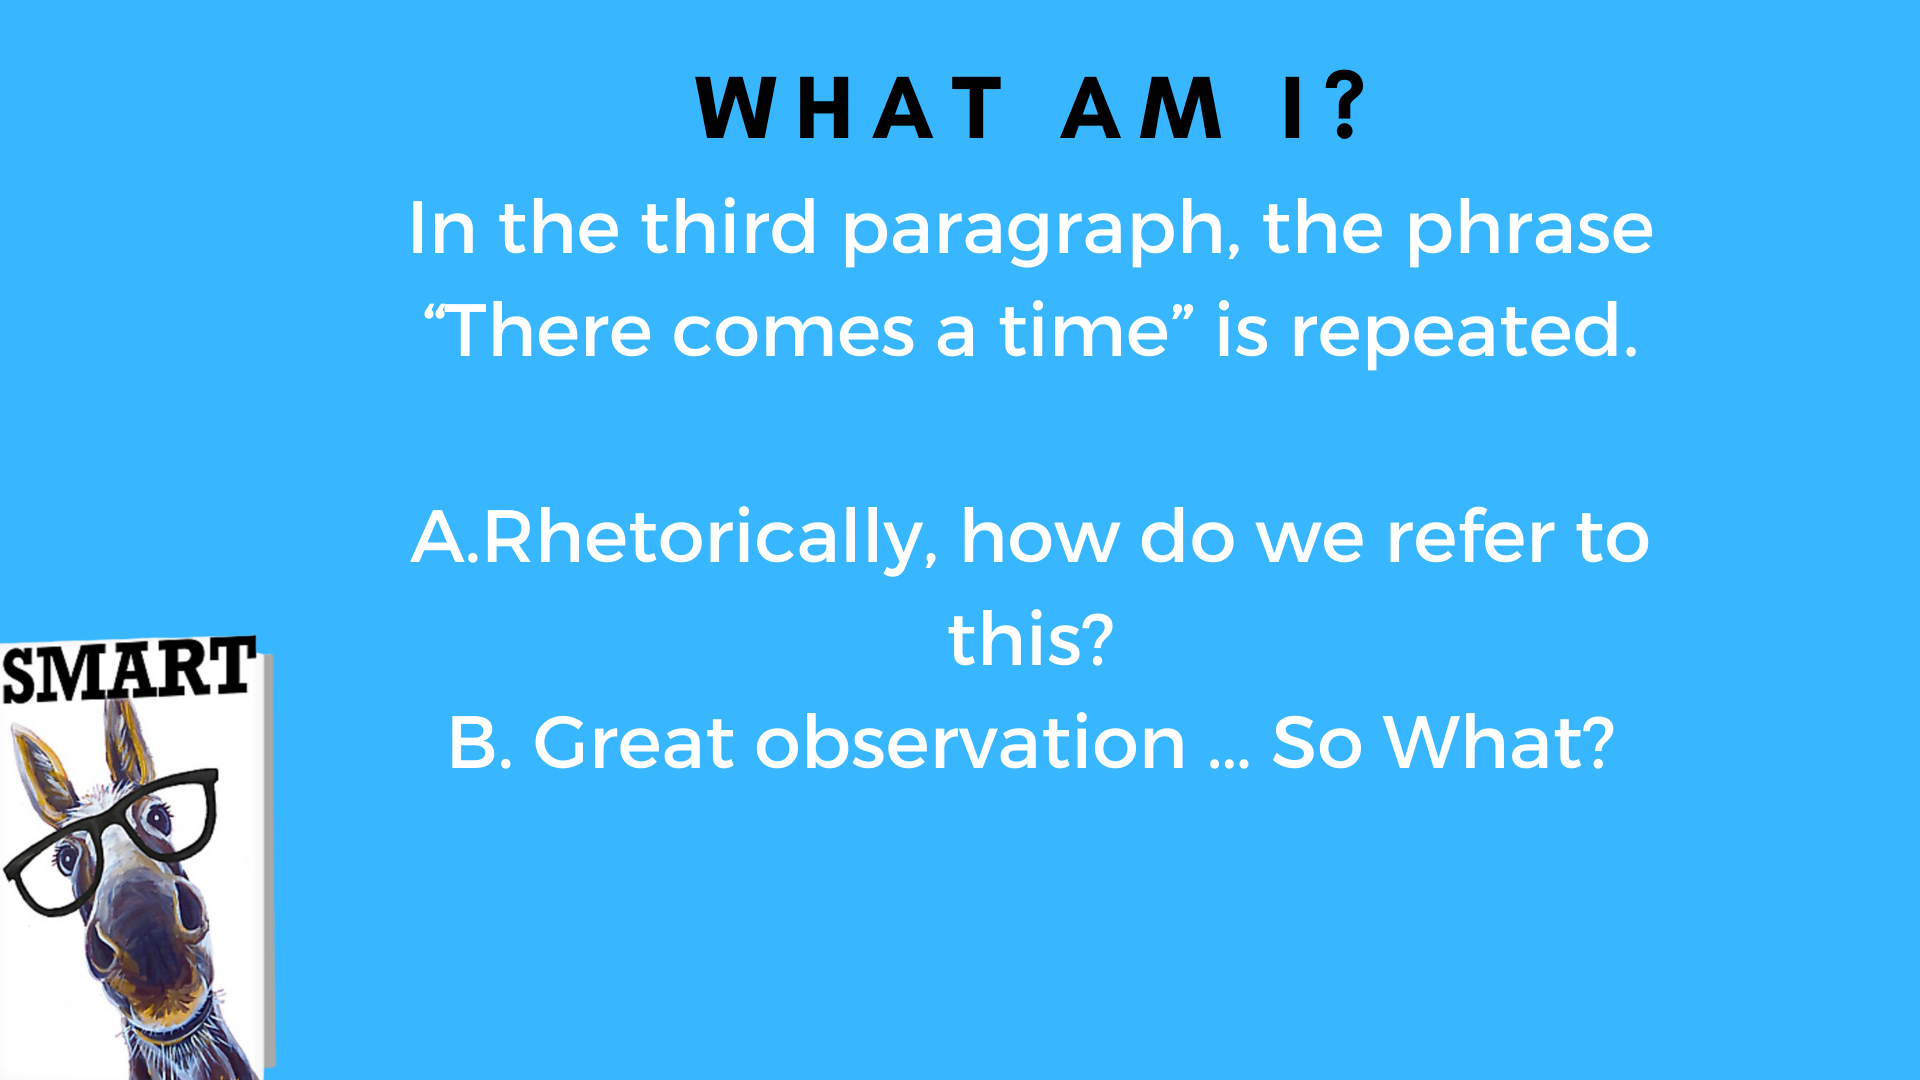 WHAT AM I?
In the third paragraph, the phrase
“There comes a time” is repeated.
A.Rhetorically, how do we refer to
this?
B. Great observation ... So What?
SMART